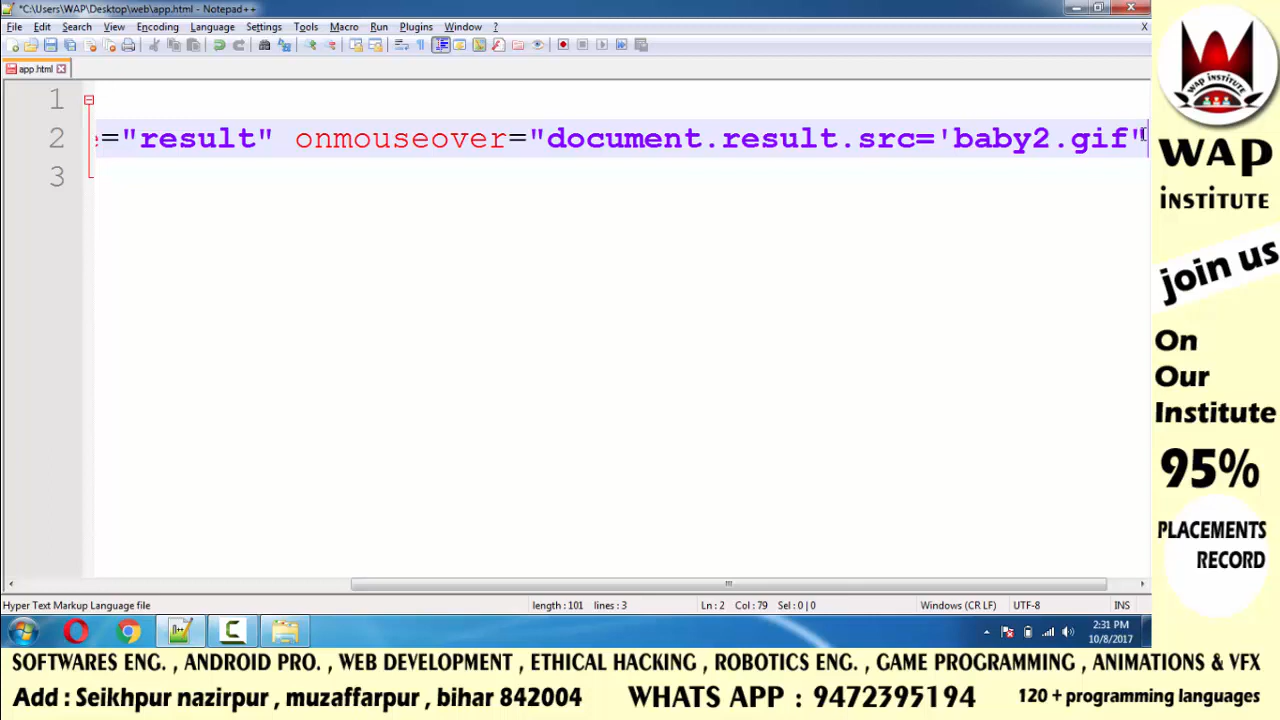 *C:\Users\WAP\Desktop\web\app.html - Notepad++
File Edit Search View Encoding Language Settings Tools Macro Run Plugins Window ? X
app.html
1
2 ="result" onmouseover="document.result.src='baby2.gif'
3
Hyper Text Markup Language file length : 101 lines : 3 Ln : 2 Col : 79 Sel : 0 | 0 Windows (CR LF) UTF-8 INS
2:31 PM
10/8/2017
WAP INSTITUTE
WAP
iNSTiTUTE
join us
On
Our
Institute
95%
PLACEMENTS
RECORD
SOFTWARES ENG. , ANDROID PRO. , WEB DEVELOPMENT , ETHICAL HACKING , ROBOTICS ENG. , GAME PROGRAMMING , ANIMATIONS & VFX
Add : Seikhpur nazirpur , muzaffarpur , bihar 842004 WHATS APP : 9472395194 120 + programming languages